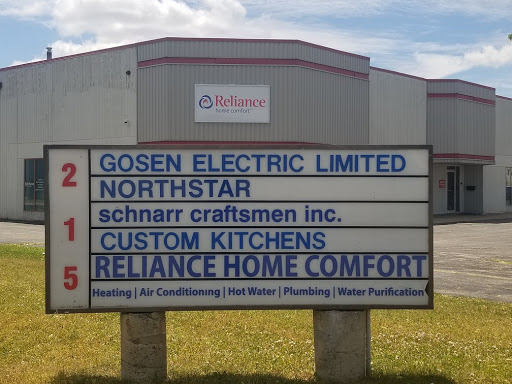 Reliance
home comfort
2
1
5
GOSEN ELECTRIC LIMITED
NORTHSTAR
schnarr craftsmen inc.
CUSTOM KITCHENS
RELIANCE HOME COMFORT
Heating | Air Conditioning | Hot Water | Plumbing | Water Purification